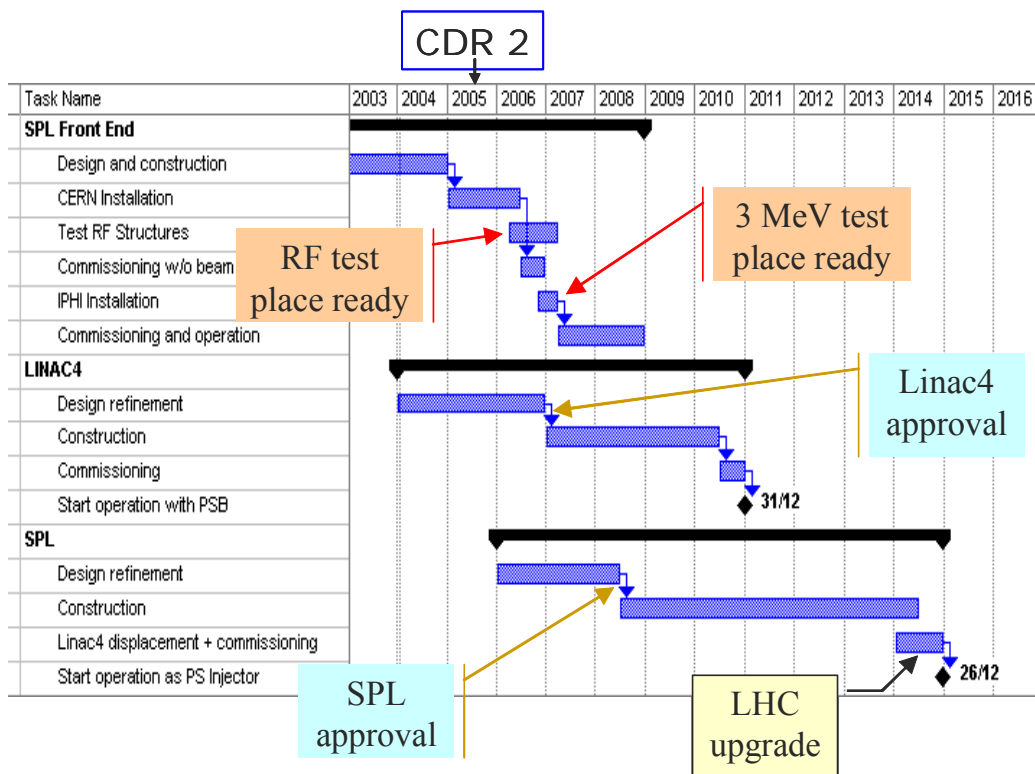 CDR 2
Task Name 2003 2004 2005 2006 2007 2008 2009 2010 2011 2012 2013 2014 2015 2016
SPL Front End
Design and construction
CERN Installation
Test RF Structures
Commissioning w/o beam
IPHI Installation
Commissioning and operation
RF test
place ready
3 MeV test
place ready
LINAC4
Design refinement
Construction
Commissioning
Start operation with PSB
31/12
Linac4
approval
SPL
Design refinement
Construction
Linac4 displacement + commissioning
Start operation as PS Injector
26/12
SPL
approval
LHC
upgrade